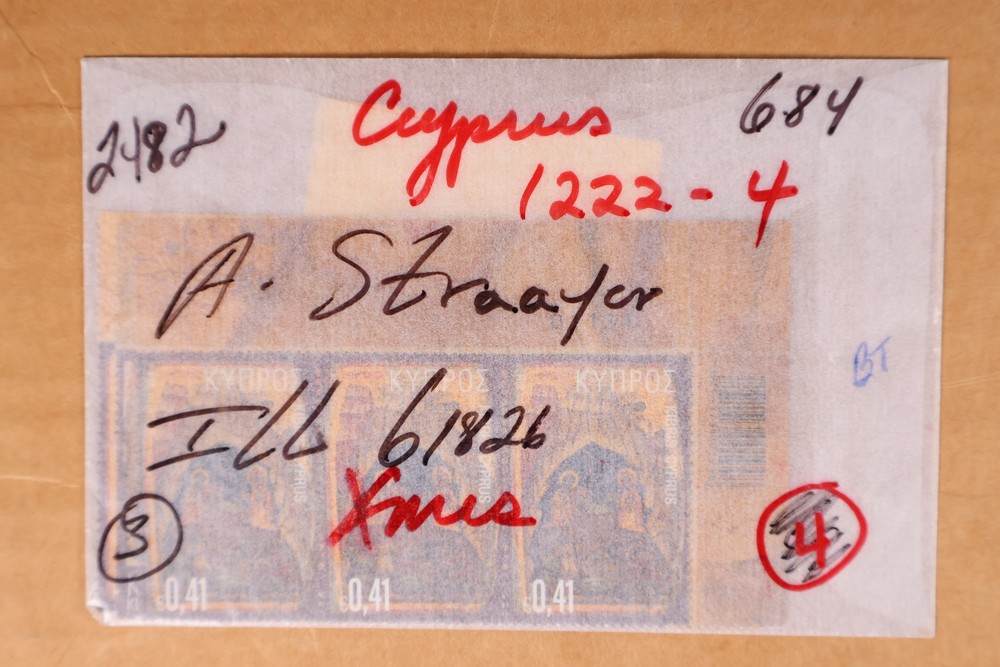 2482
Cyprus
684
1222-4
A. Straayer
BT
ILL 61826
Xmas
3
4
ΚΥΠΡΟΣ ΚΥΠΡΟΣ ΚΥΠΡΟΣ
0,41 0,41 0,41